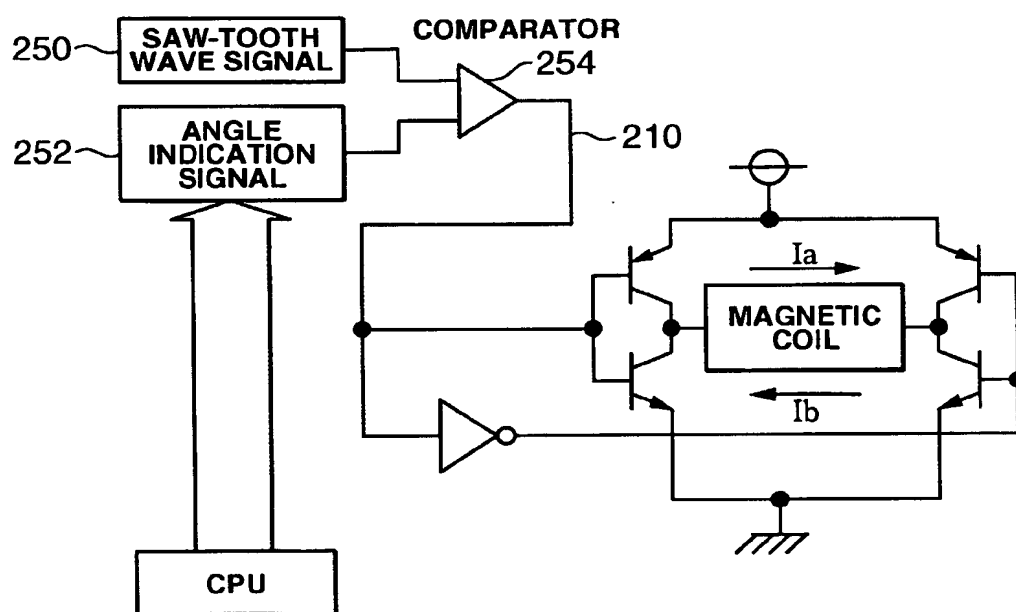 250
SAW-TOOTH
WAVE SIGNAL
COMPARATOR
254
252
ANGLE
INDICATION
SIGNAL
210
Ia
MAGNETIC
COIL
Ib
CPU